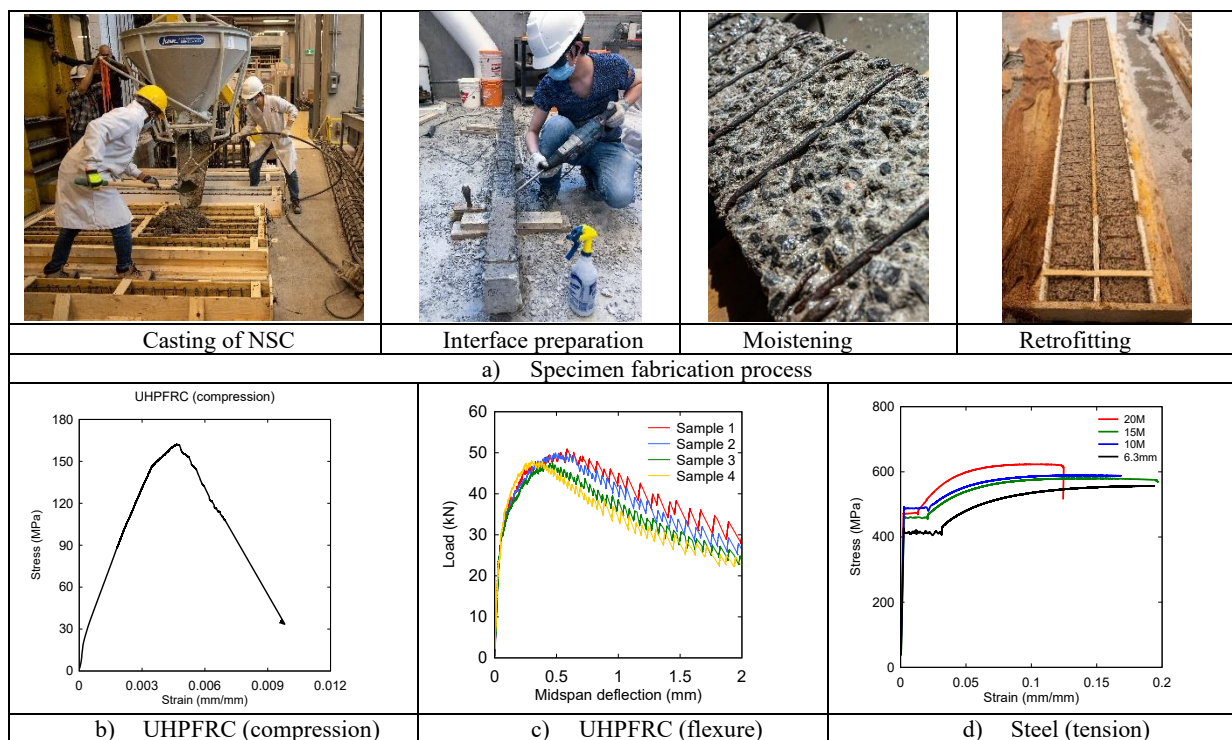 Casting of NSC
Interface preparation
Moistening
Retrofitting
a) Specimen fabrication process
UHPFRC (compression)
180
150
120
90
60
30
0
Stress (MPa)
0
0.003
0.006
0.009
0.012
Strain (mm/mm)
60
50
40
30
20
10
0
Load (kN)
Sample 1
Sample 2
Sample 3
Sample 4
0
0.5
1
1.5
2
Midspan deflection (mm)
800
600
400
200
0
Stress (MPa)
20M
15M
10M
6.3mm
0
0.05
0.1
0.15
0.2
Strain (mm/mm)
b) UHPFRC (compression)
c) UHPFRC (flexure)
d) Steel (tension)